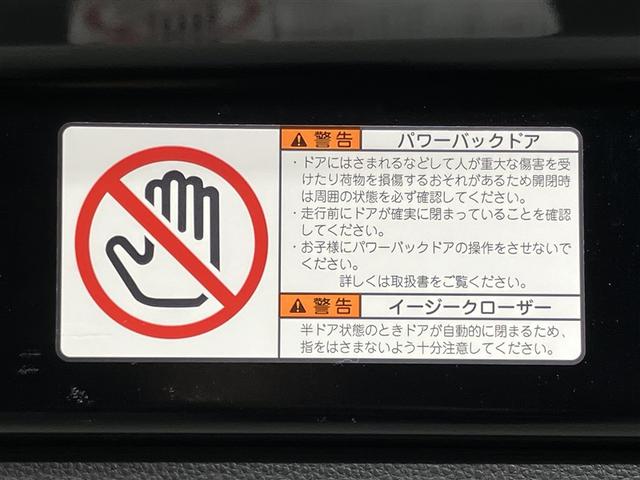 警告 パワーバックドア
・ドアにはさまれるなどして人が重大な傷害を受
けたり荷物を損傷するおそれがあるため開閉時
は周囲の状態を必ず確認してください。
・走行前にドアが確実に閉まっていることを確認
してください。
・お子様にパワーバックドアの操作をさせないで
ください。
詳しくは取扱書をご覧ください。
警告 イージークローザー
半ドア状態のときドアが自動的に閉まるため、
指をはさまないよう十分注意してください。